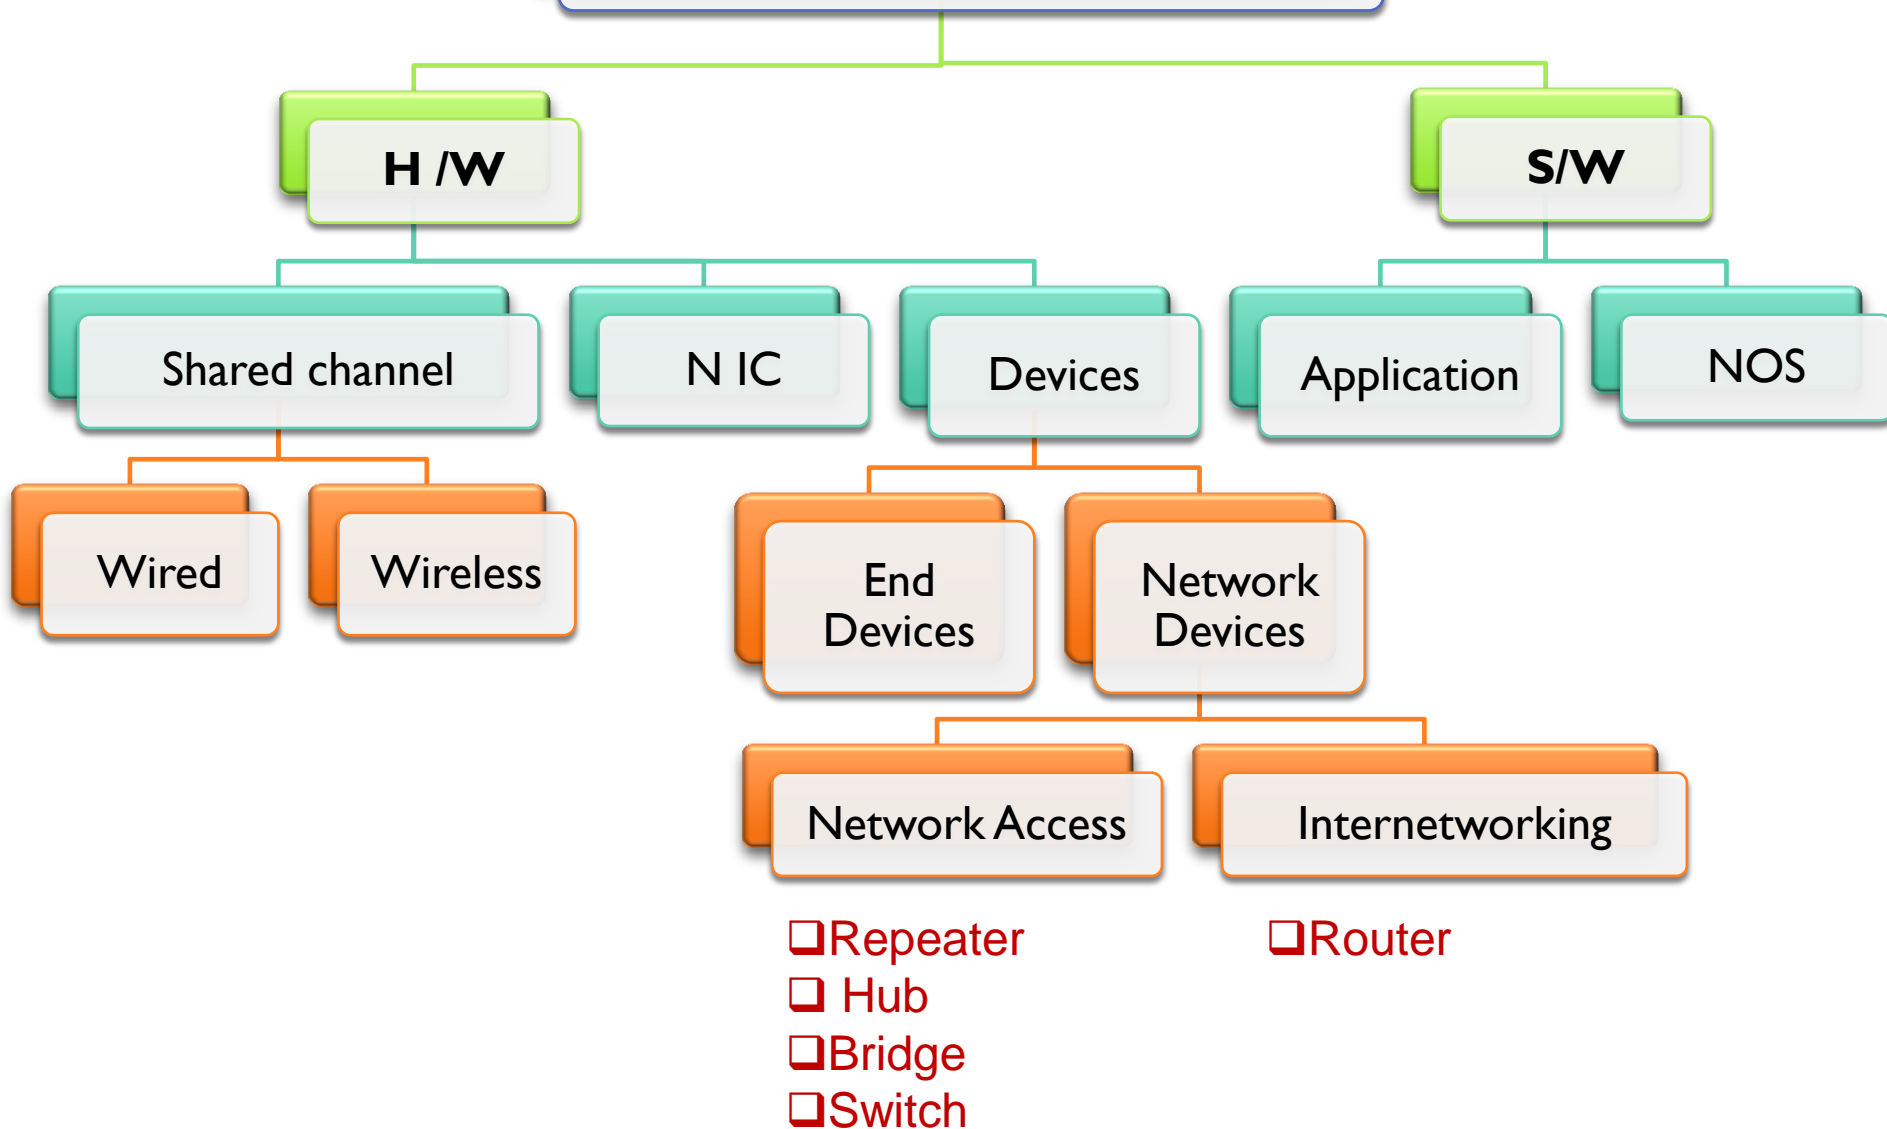 H /W
S/W
Shared channel
N IC
Devices
Application
NOS
Wired
Wireless
End
Devices
Network
Devices
Network Access
Internetworking
❑Repeater
❑ Hub
❑Bridge
❑Switch
❑Router